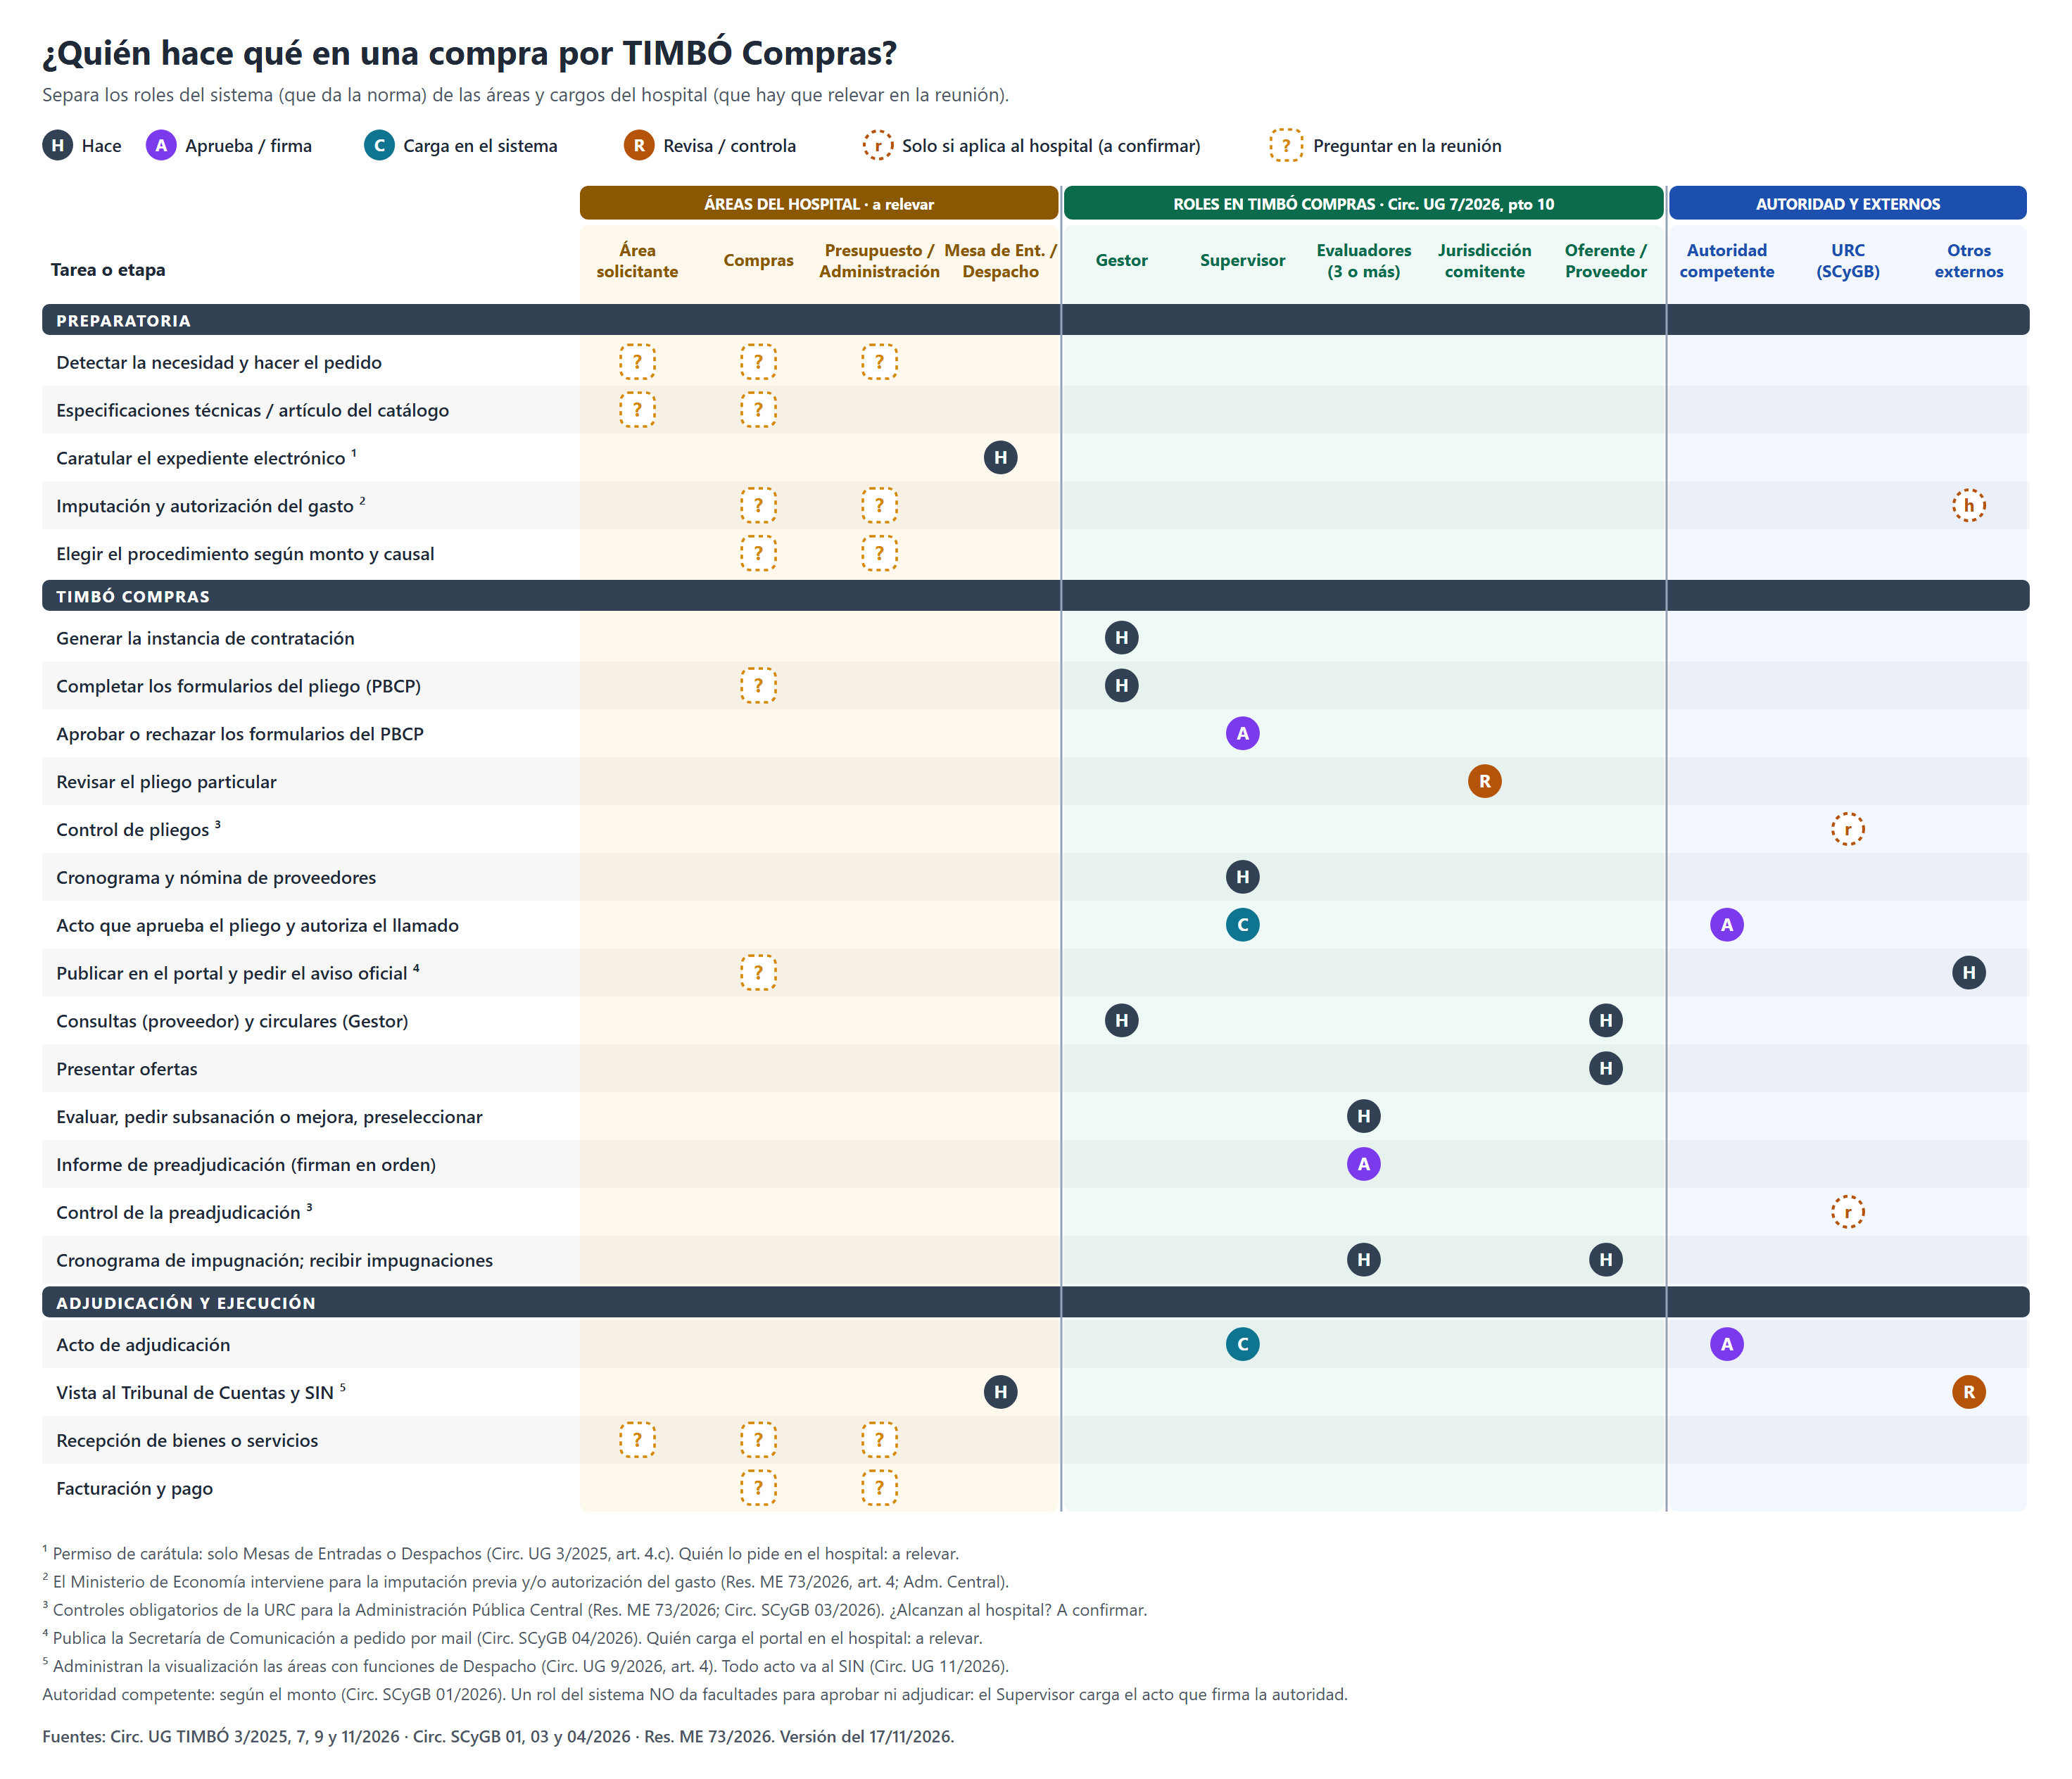 ¿Quién hace qué en una compra por TIMBÓ Compras?
Separa los roles del sistema (que da la norma) de las áreas y cargos del hospital (que hay que relevar en la reunión).
H Hace A Aprueba / firma C Carga en el sistema R Revisa / controla r Solo si aplica al hospital (a confirmar) ? Preguntar en la reunión
ÁREAS DEL HOSPITAL · a relevar ROLES EN TIMBÓ COMPRAS · Circ. UG 7/2026, pto 10 AUTORIDAD Y EXTERNOS
Tarea o etapa
Área solicitante
Compras
Presupuesto / Administración
Mesa de Ent. / Despacho
Gestor
Supervisor
Evaluadores (3 o más)
Jurisdicción comitente
Oferente / Proveedor
Autoridad competente
URC (SCyGB)
Otros externos
PREPARATORIA
Detectar la necesidad y hacer el pedido ? ? ?
Especificaciones técnicas / artículo del catálogo ? ?
Caratular el expediente electrónico ¹ H
Imputación y autorización del gasto ² ? ? h
Elegir el procedimiento según monto y causal ? ?
TIMBÓ COMPRAS
Generar la instancia de contratación H
Completar los formularios del pliego (PBCP) ? H
Aprobar o rechazar los formularios del PBCP A
Revisar el pliego particular R
Control de pliegos ³ r
Cronograma y nómina de proveedores H
Acto que aprueba el pliego y autoriza el llamado C A
Publicar en el portal y pedir el aviso oficial ⁴ ? H
Consultas (proveedor) y circulares (Gestor) H H
Presentar ofertas H
Evaluar, pedir subsanación o mejora, preseleccionar H
Informe de preadjudicación (firman en orden) A
Control de la preadjudicación ³ r
Cronograma de impugnación; recibir impugnaciones H H
ADJUDICACIÓN Y EJECUCIÓN
Acto de adjudicación C A
Vista al Tribunal de Cuentas y SIN ⁵ H R
Recepción de bienes o servicios ? ? ?
Facturación y pago ? ?
¹ Permiso de carátula: solo Mesas de Entradas o Despachos (Circ. UG 3/2025, art. 4.c). Quién lo pide en el hospital: a relevar.
² El Ministerio de Economía interviene para la imputación previa y/o autorización del gasto (Res. ME 73/2026, art. 4; Adm. Central).
³ Controles obligatorios de la URC para la Administración Pública Central (Res. ME 73/2026; Circ. SCyGB 03/2026). ¿Alcanzan al hospital? A confirmar.
⁴ Publica la Secretaría de Comunicación a pedido por mail (Circ. SCyGB 04/2026). Quién carga el portal en el hospital: a relevar.
⁵ Administran la visualización las áreas con funciones de Despacho (Circ. UG 9/2026, art. 4). Todo acto va al SIN (Circ. UG 11/2026).
Autoridad competente: según el monto (Circ. SCyGB 01/2026). Un rol del sistema NO da facultades para aprobar ni adjudicar: el Supervisor carga el acto que firma la autoridad.
Fuentes: Circ. UG TIMBÓ 3/2025, 7, 9 y 11/2026 · Circ. SCyGB 01, 03 y 04/2026 · Res. ME 73/2026. Versión del 17/11/2026.